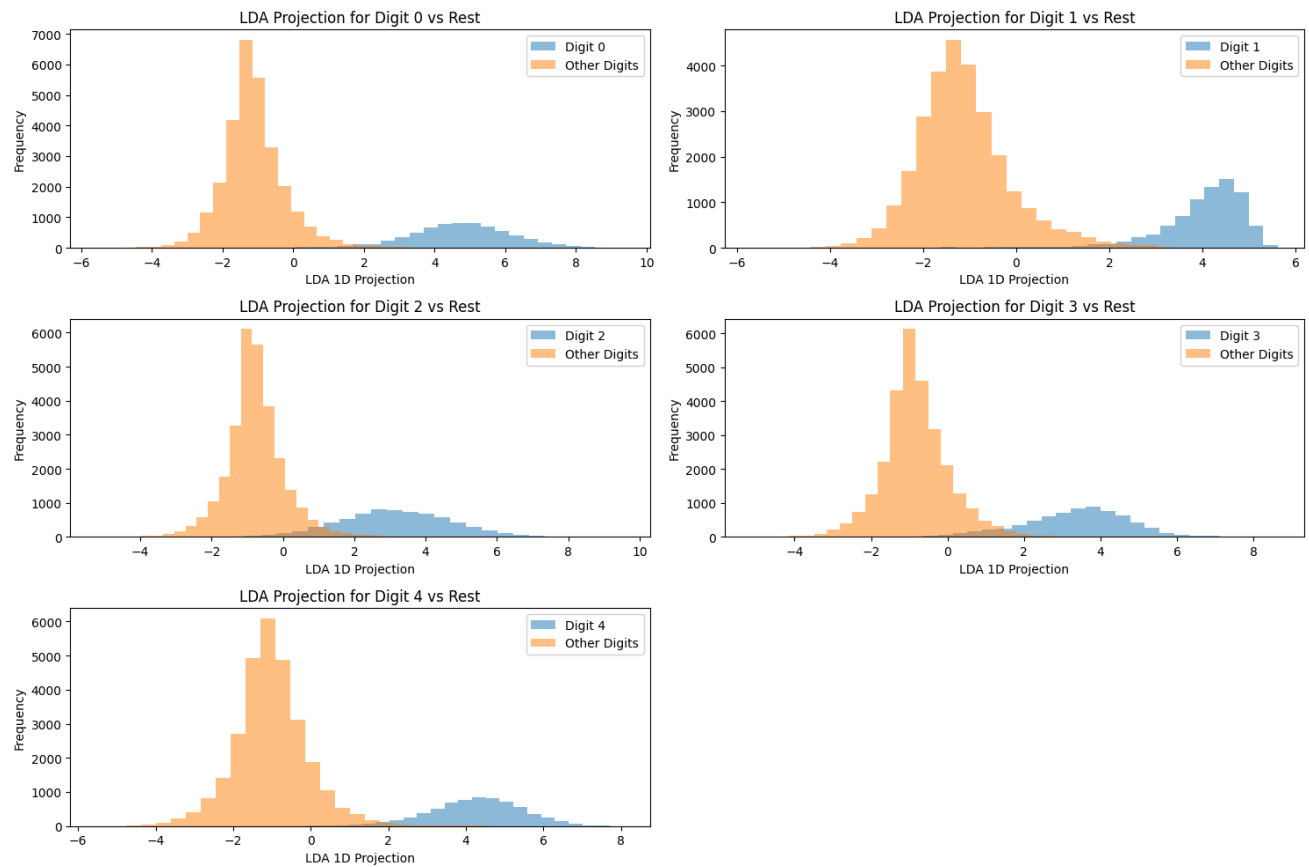 LDA Projection for Digit 0 vs Rest
7000
6000
5000
4000
3000
2000
1000
0
Frequency
Digit 0
Other Digits
−6 −4 −2 0 2 4 6 8 10
LDA 1D Projection
LDA Projection for Digit 1 vs Rest
4000
3000
2000
1000
0
Frequency
Digit 1
Other Digits
−6 −4 −2 0 2 4 6
LDA 1D Projection
LDA Projection for Digit 2 vs Rest
6000
5000
4000
3000
2000
1000
0
Frequency
Digit 2
Other Digits
−4 −2 0 2 4 6 8 10
LDA 1D Projection
LDA Projection for Digit 3 vs Rest
6000
5000
4000
3000
2000
1000
0
Frequency
Digit 3
Other Digits
−4 −2 0 2 4 6 8
LDA 1D Projection
LDA Projection for Digit 4 vs Rest
6000
5000
4000
3000
2000
1000
0
Frequency
Digit 4
Other Digits
−6 −4 −2 0 2 4 6 8
LDA 1D Projection